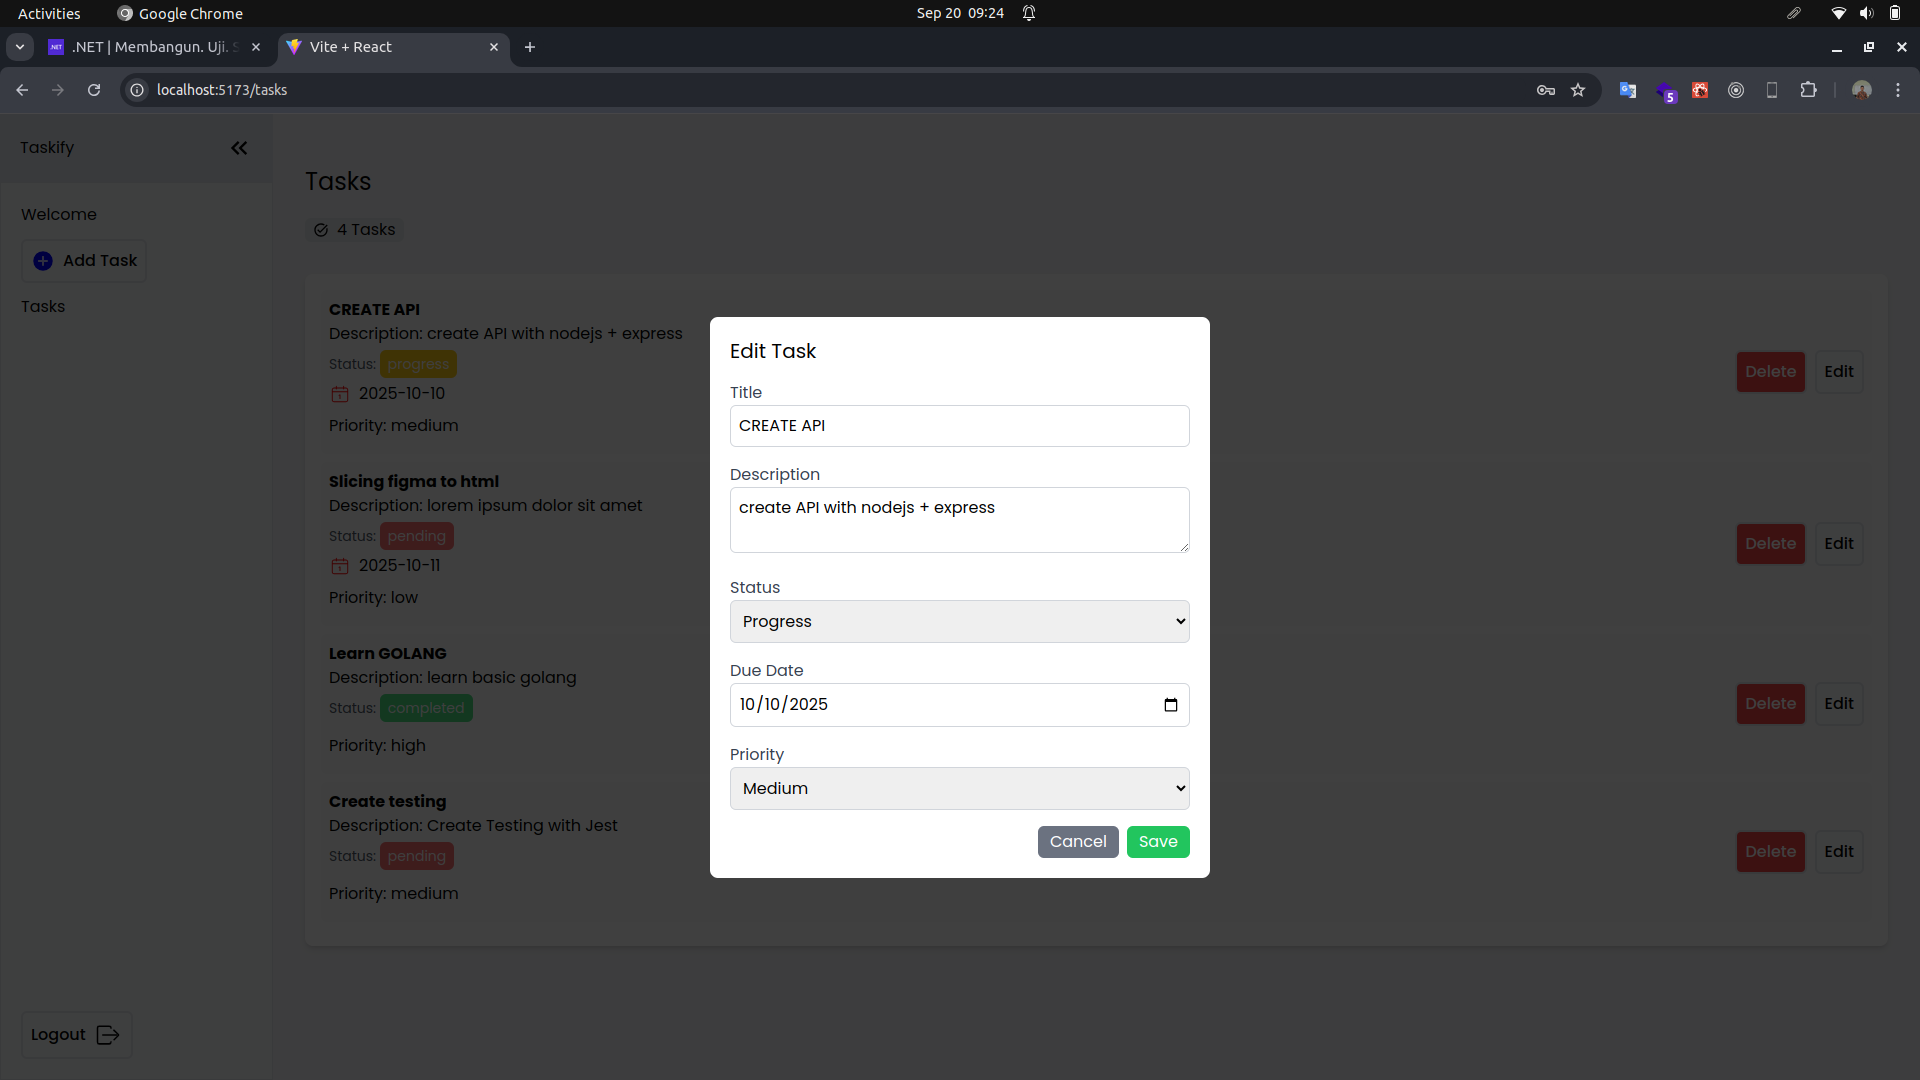 Activities
Google Chrome
Sep 20 09:24
.NET | Membangun. Uji.
Vite + React
localhost:5173/tasks
5
Taskify
Welcome
Add Task
Tasks
Logout
Tasks
4 Tasks
CREATE API
Description: create API with nodejs + express
Status: progress
2025-10-10
Priority: medium
Delete
Edit
Slicing figma to html
Description: lorem ipsum dolor sit amet
Status: pending
2025-10-11
Priority: low
Delete
Edit
Learn GOLANG
Description: learn basic golang
Status: completed
Priority: high
Delete
Edit
Create testing
Description: Create Testing with Jest
Status: pending
Priority: medium
Delete
Edit
Edit Task
Title
CREATE API
Description
create API with nodejs + express
Status
Progress
Due Date
10/10/2025
Priority
Medium
Cancel
Save